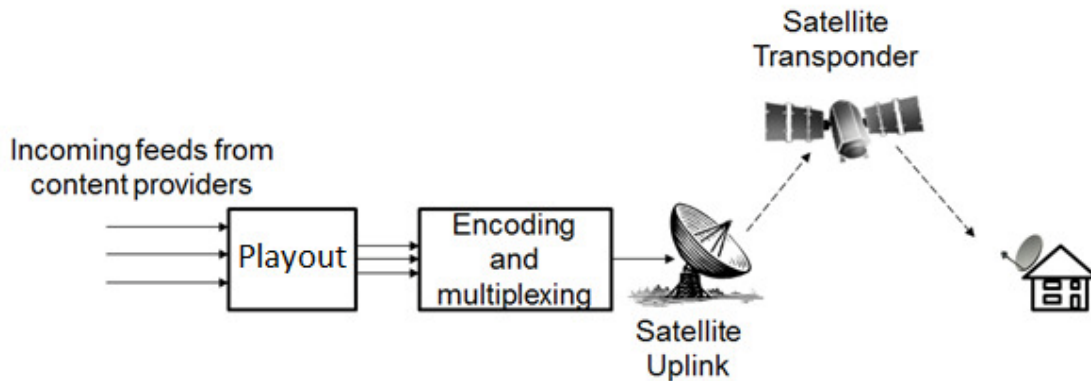 Satellite
Transponder
Incoming feeds from
content providers
Playout
Encoding
and
multiplexing
Satellite
Uplink